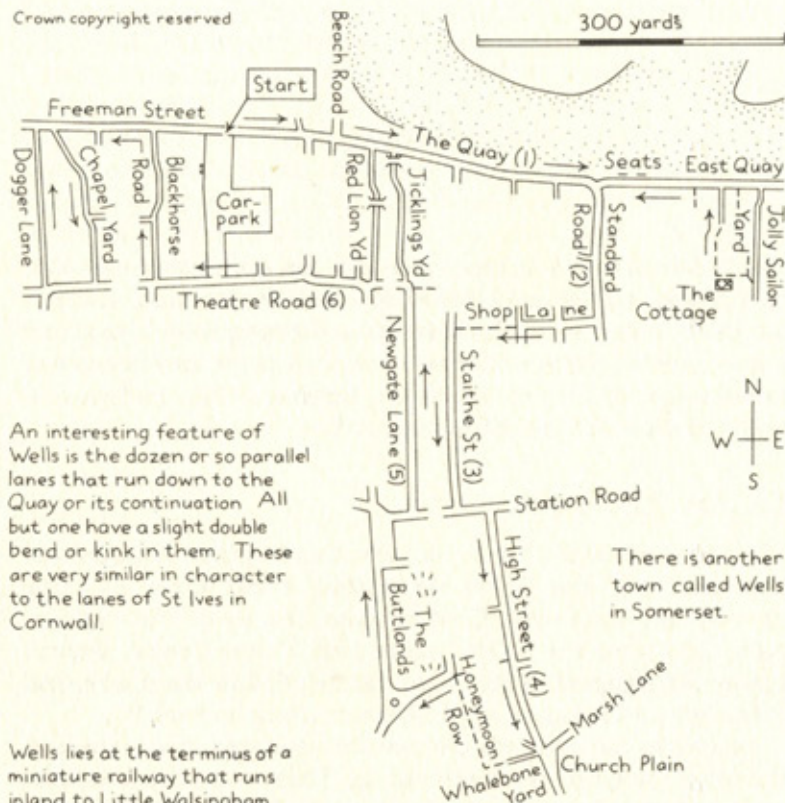 Crown copyright reserved
300 yards
Beach Road
Start
Freeman Street
The Quay (1)
Seats
East Quay
Dogger Lane
Chapel Yard
Road
Blackhorse
Car-
park
Red Lion Yd
Jicklings Yd
Standard
Road (2)
Yard
Jolly Sailor
The
Cottage
Theatre Road (6)
Shop Lane
Newgate Lane (5)
Staithe St (3)
N
W E
S
An interesting feature of
Wells is the dozen or so parallel
lanes that run down to the
Quay or its continuation All
but one have a slight double
bend or kink in them. These
are very similar in character
to the lanes of St Ives in
Cornwall.
Station Road
High Street
(4)
There is another
town called Wells
in Somerset.
The
Buttlands
Honeymoon
Row
Marsh Lane
Church Plain
Whalebone
Yard
Wells lies at the terminus of a
miniature railway that runs
inland to Little Walsingham